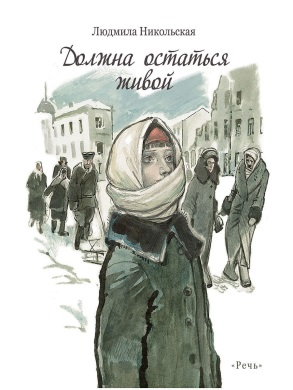 Людмила Никольская
Должна остаться
живой
«Речь»